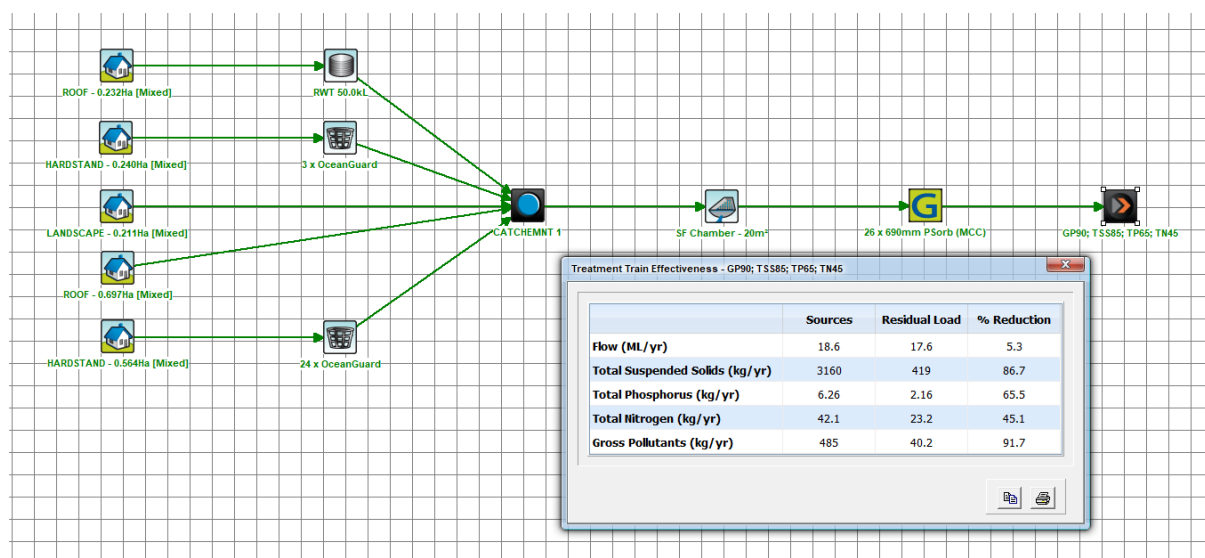 ROOF - 0.232Ha [Mixed]
RWT 50.0kL
HARDSTAND - 0.240Ha [Mixed]
3 x OceanGuard
LANDSCAPE - 0.211Ha [Mixed]
CATCHEMNT 1
SF Chamber - 20m²
26 x 690mm PSorb (MCC)
GP90; TSS85; TP65; TN45
ROOF - 0.697Ha [Mixed]
HARDSTAND - 0.564Ha [Mixed]
24 x OceanGuard
Treatment Train Effectiveness - GP90; TSS85; TP65; TN45
Sources Residual Load % Reduction
Flow (ML/yr) 18.6 17.6 5.3
Total Suspended Solids (kg/yr) 3160 419 86.7
Total Phosphorus (kg/yr) 6.26 2.16 65.5
Total Nitrogen (kg/yr) 42.1 23.2 45.1
Gross Pollutants (kg/yr) 485 40.2 91.7